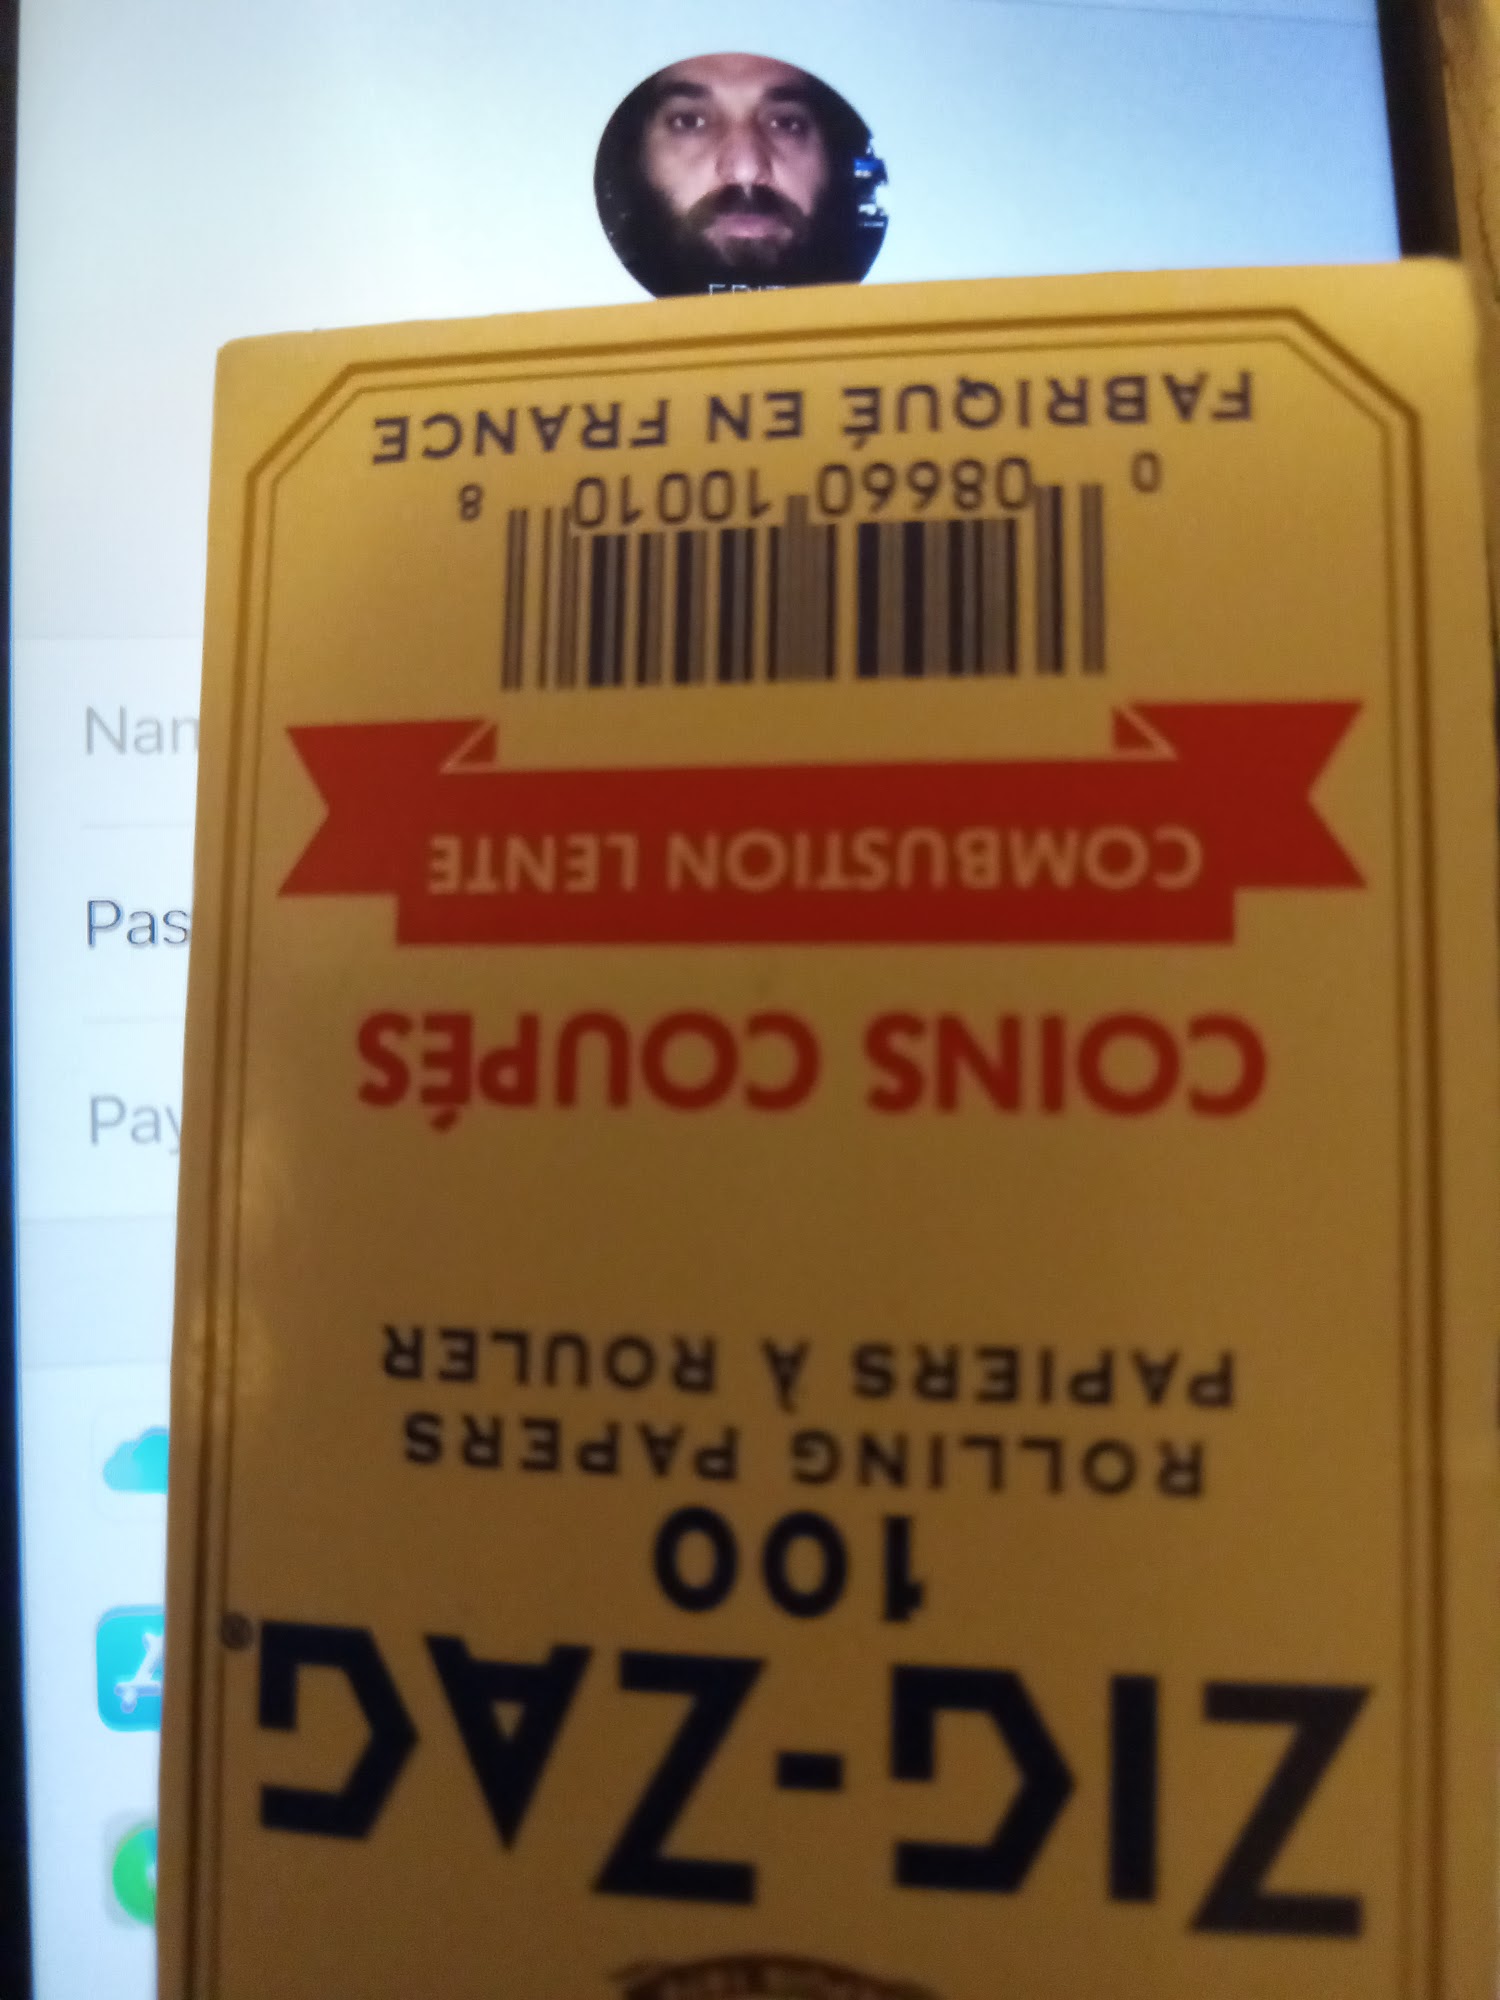 EDIT
Nam
Pas
Pay
ZIG-ZAG®
100
ROLLING PAPERS
PAPIERS À ROULER
COINS COUPÉS
COMBUSTION LENTE
0 08660 10010 8
FABRIQUÉ EN FRANCE